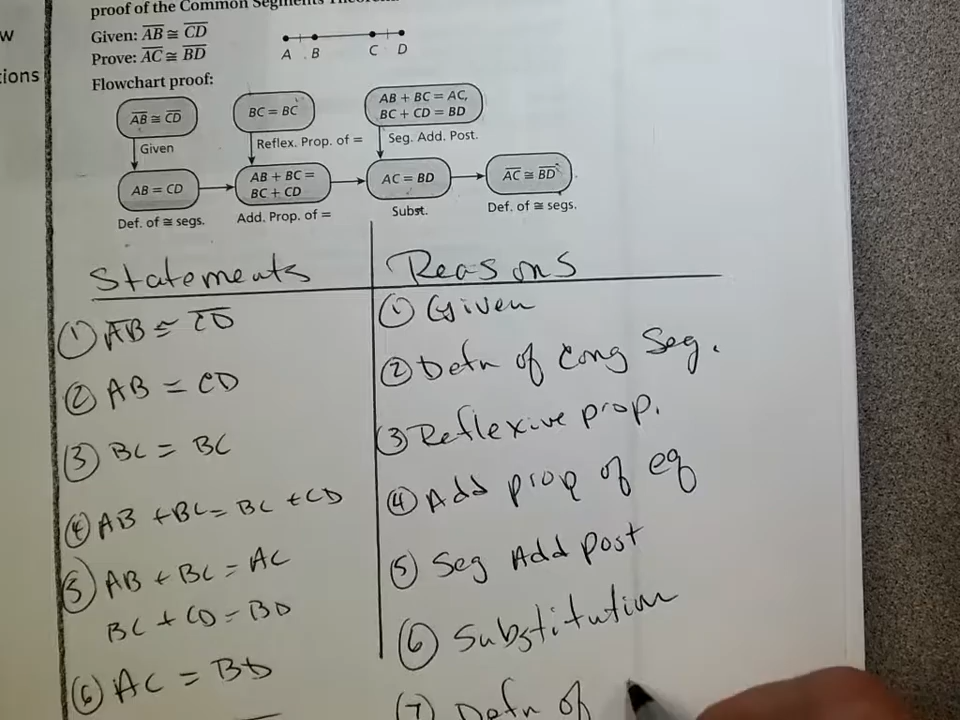 proof of the Common Segments
Given: AB ≅ CD
Prove: AC ≅ BD
Flowchart proof:
w
ions
A B C D
AB ≅ CD
BC = BC
AB + BC = AC,
BC + CD = BD
Given
Reflex. Prop. of =
Seg. Add. Post.
AB = CD
AB + BC =
BC + CD
AC = BD
AC ≅ BD
Def. of ≅ segs.
Add. Prop. of =
Subst.
Def. of ≅ segs.
Statements Reasons
① AB ≅ CD ① Given
② AB = CD ② Defn of Cong Seg.
③ BC = BC ③ Reflexive prop.
④ AB + BC = BC + CD ④ Add prop of eq
⑤ AB + BC = AC ⑤ Seg Add post
BC + CD = BD
⑥ AC = BD ⑥ Substitution
⑦ Defn of